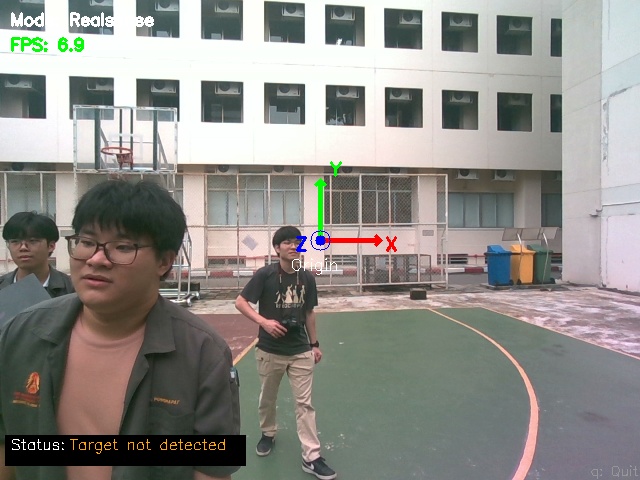 Mode: Realsense
FPS: 6.9
Y
Z
X
Origin
Status: Target not detected
q: Quit